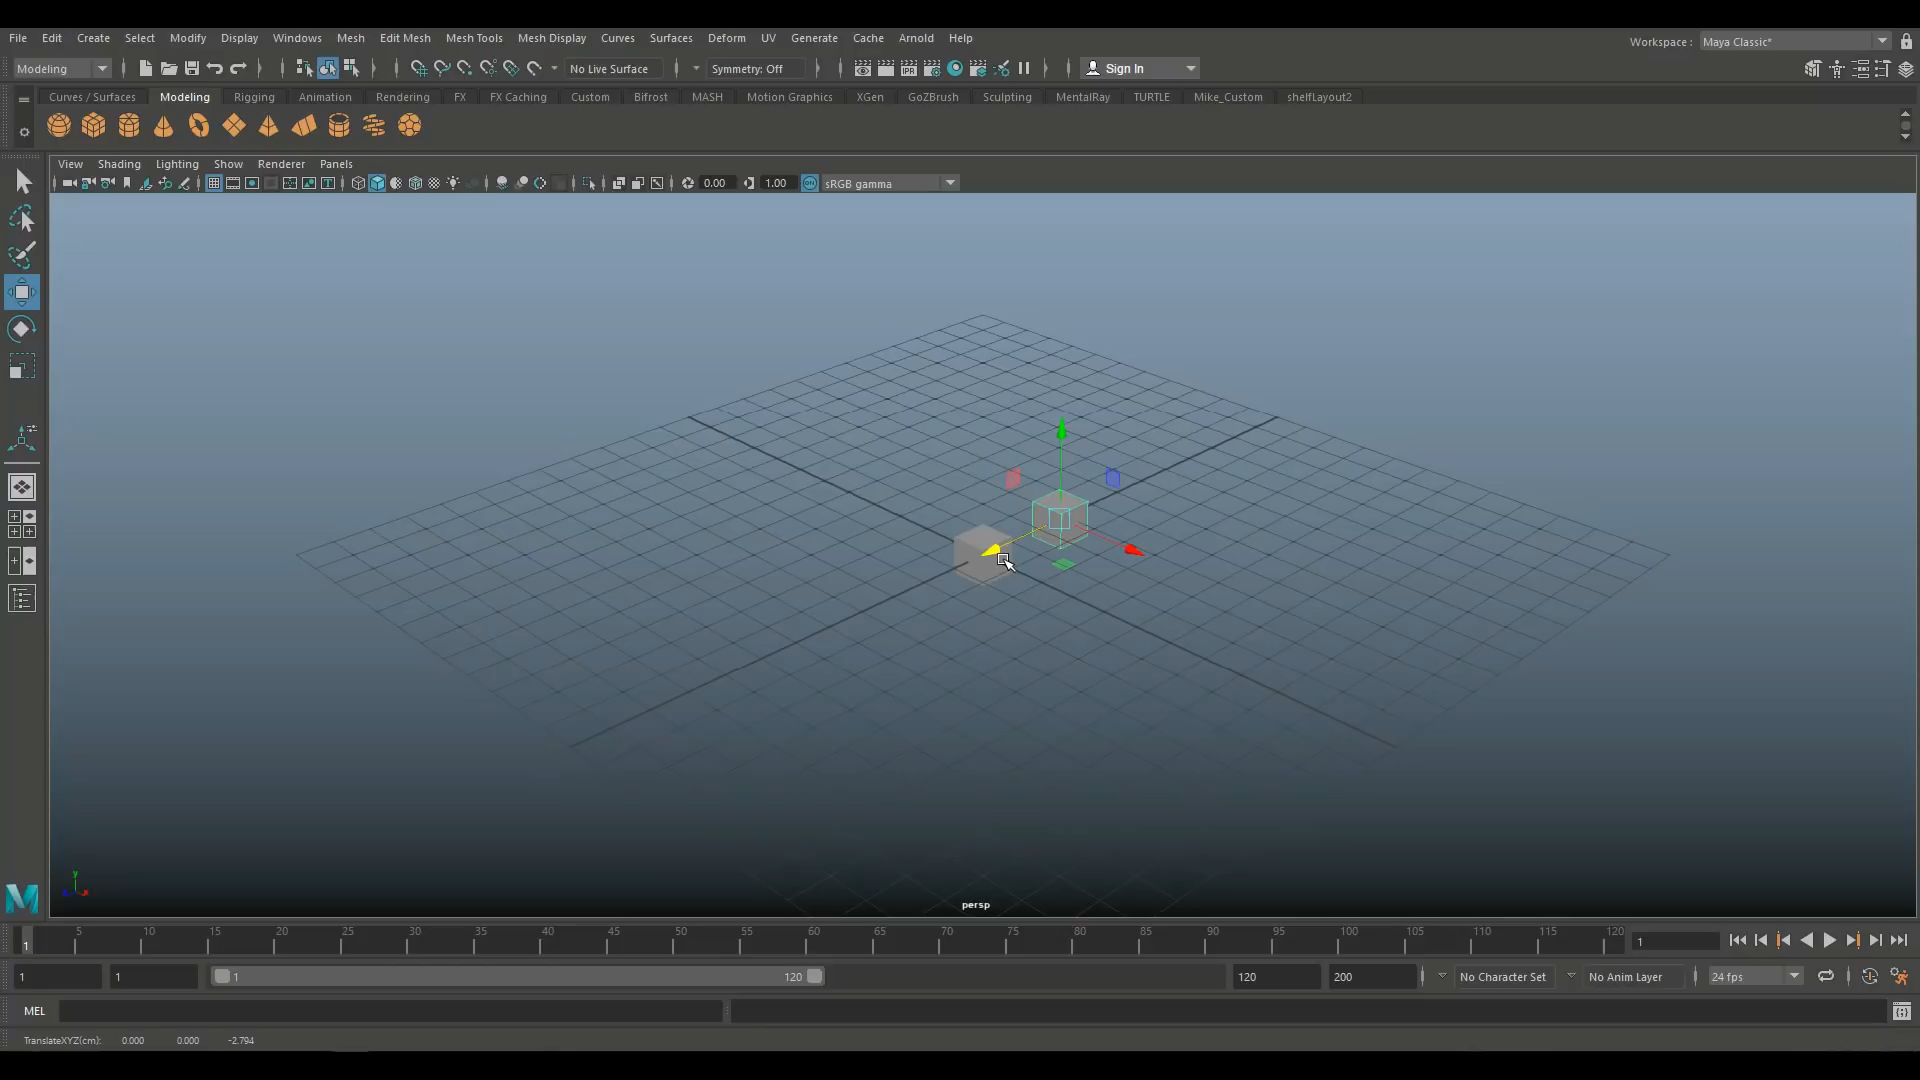 File Edit Create Select Modify Display Windows Mesh Edit Mesh Mesh Tools Mesh Display Curves Surfaces Deform UV Generate Cache Arnold Help Workspace : Maya Classic*
Modeling No Live Surface Symmetry: Off IPR Sign In
Curves / Surfaces Modeling Rigging Animation Rendering FX FX Caching Custom Bifrost MASH Motion Graphics XGen GoZBrush Sculpting MentalRay TURTLE Mike_Custom shelfLayout2
View Shading Lighting Show Renderer Panels
0.00 1.00 ON sRGB gamma
y
x
persp
5 10 15 20 25 30 35 40 45 50 55 60 65 70 75 80 85 90 95 100 105 110 115 120
1 1
1 1 1 120 120 200 No Character Set No Anim Layer 24 fps
MEL
TranslateXYZ(cm): 0.000 0.000 -2.794